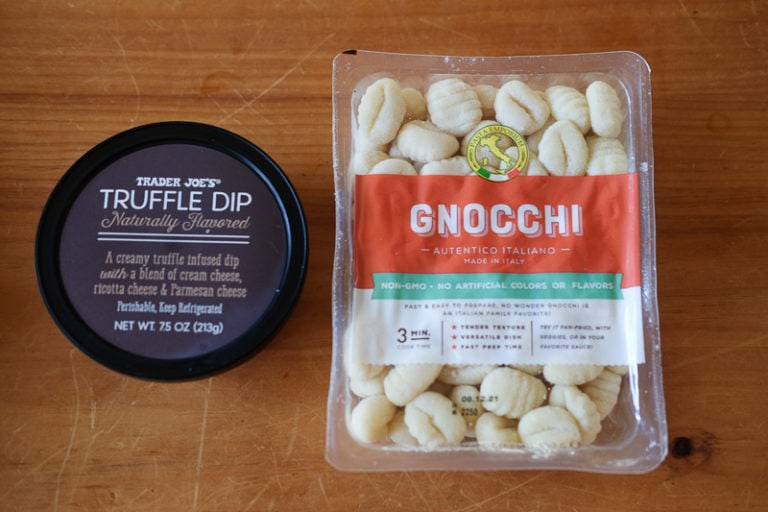 TRADER JOE'S®
TRUFFLE DIP
Naturally Flavored
A creamy truffle infused dip
with a blend of cream cheese,
ricotta cheese & Parmesan cheese
Perishable, Keep Refrigerated
NET WT. 7.5 OZ (213g)
PASTA EMPORIUM
GNOCCHI
AUTENTICO ITALIANO
MADE IN ITALY
NON-GMO • NO ARTIFICIAL COLORS OR FLAVORS
FAST & EASY TO PREPARE, NO WONDER GNOCCHI IS
AN ITALIAN FAMILY FAVORITE!
3 MIN.
COOK TIME
★ TENDER TEXTURE
★ VERSATILE DISH
★ FAST PREP TIME
TRY IT PAN-FRIED, WITH
VEGGIES, OR IN YOUR
FAVORITE SAUCE!
08.12.21
2250